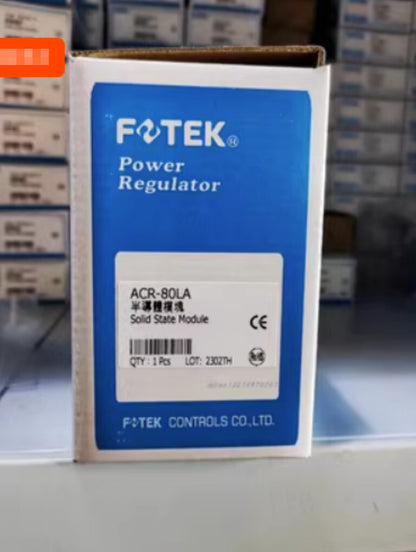 FOTEK®
Power
Regulator
ACR-80LA
半導體模塊
Solid State Module
CE
QTY : 1 Pcs LOT: 2302TH
FOTEK CONTROLS CO.,LTD.